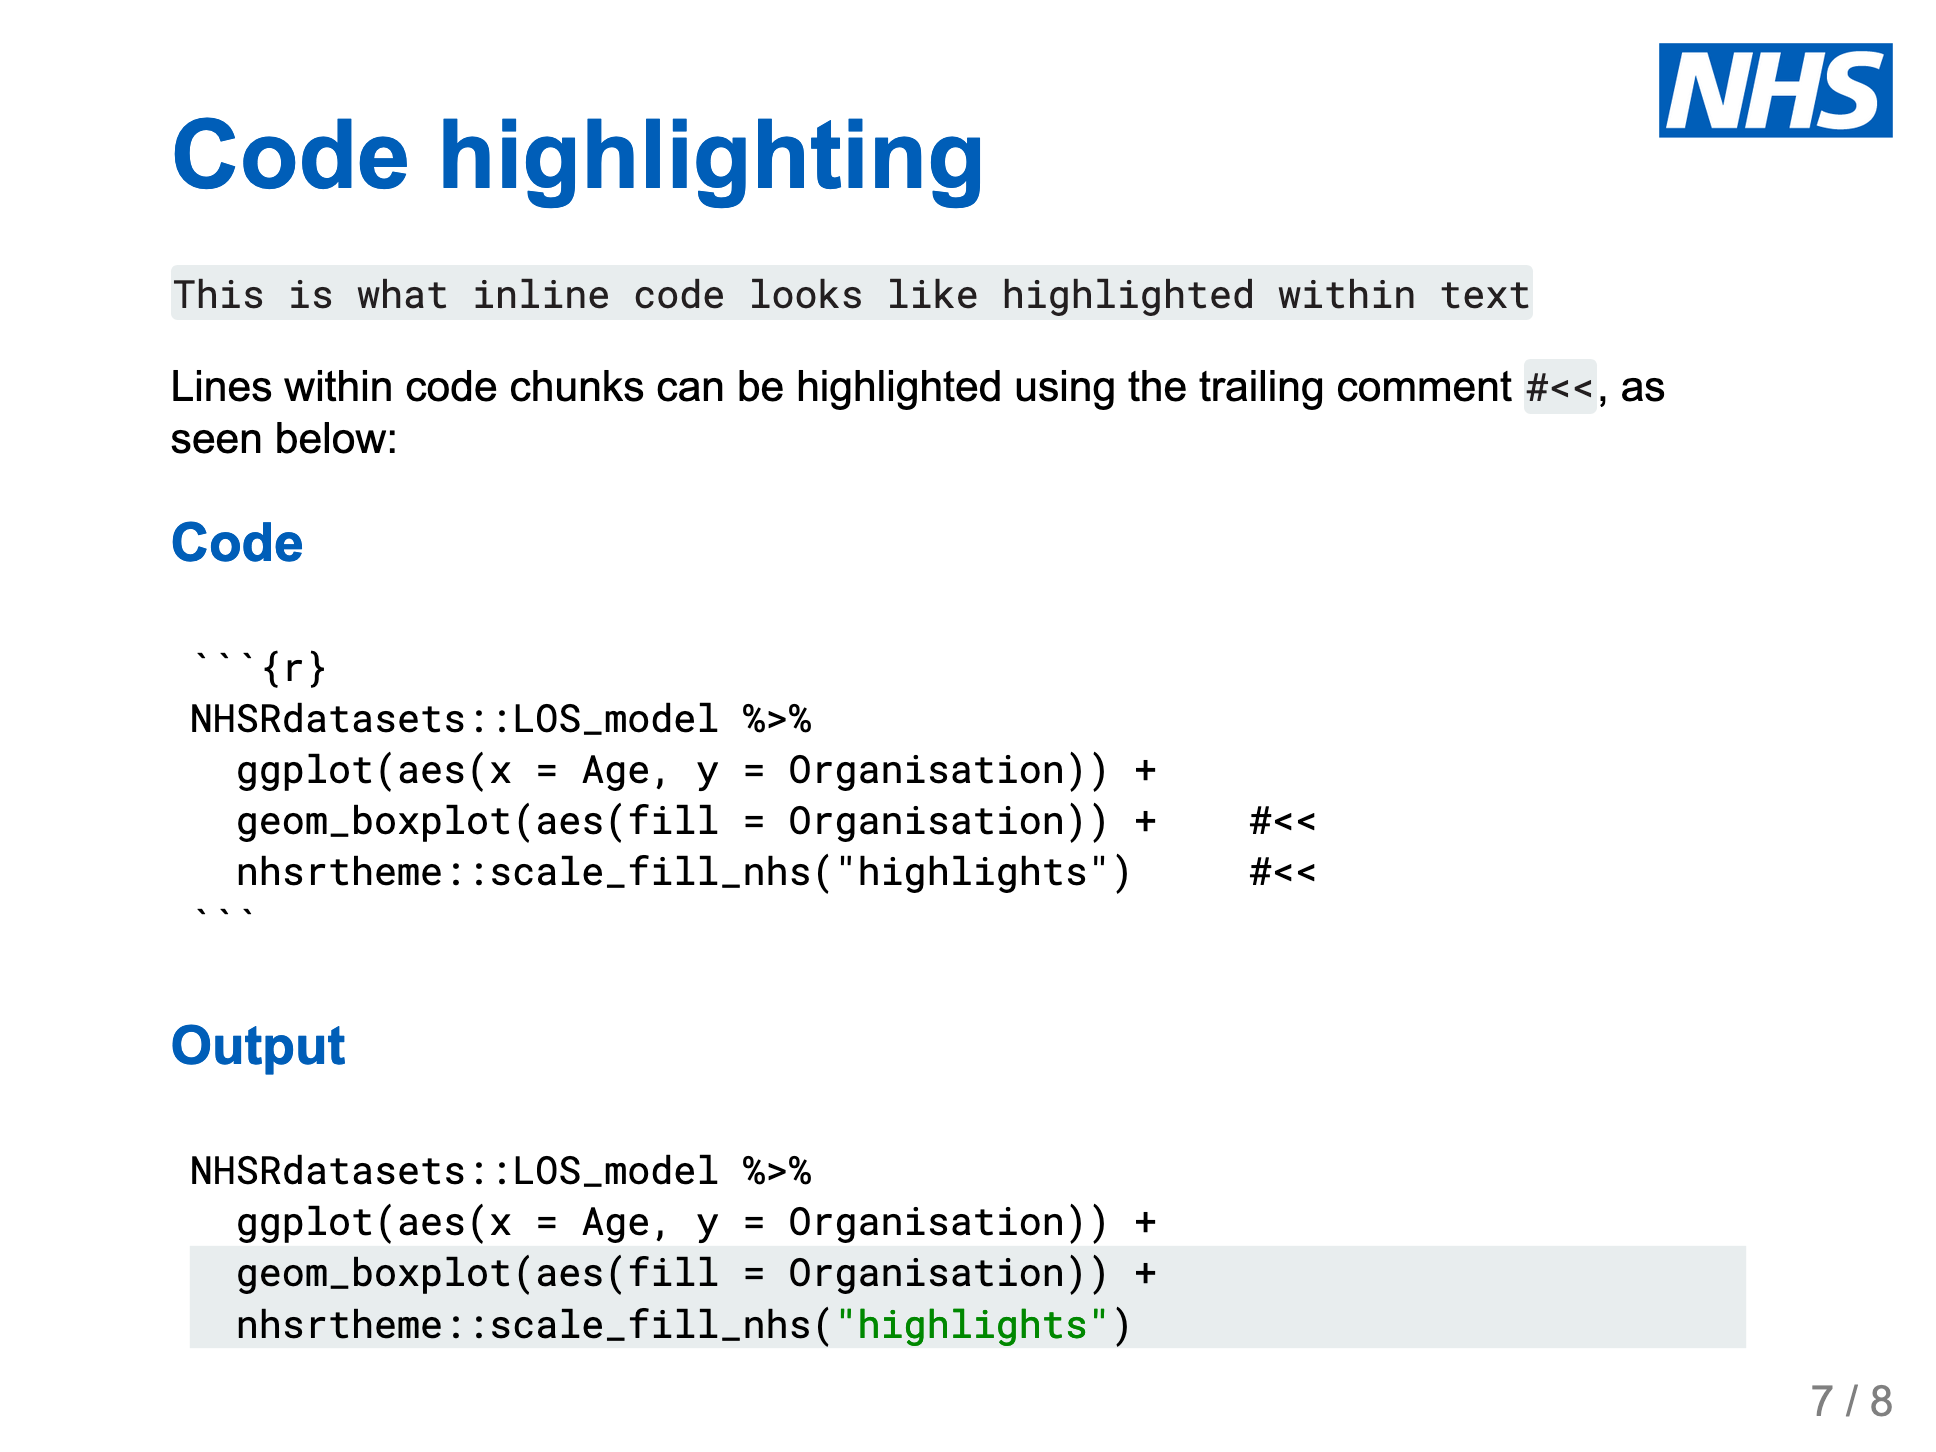 NHS
Code highlighting
This is what inline code looks like highlighted within text
Lines within code chunks can be highlighted using the trailing comment #<<, as
seen below:
Code
```{r}
NHSRdatasets::LOS_model %>%
  ggplot(aes(x = Age, y = Organisation)) +
  geom_boxplot(aes(fill = Organisation)) +    #<<
  nhsrtheme::scale_fill_nhs("highlights")     #<<
```
Output
NHSRdatasets::LOS_model %>%
  ggplot(aes(x = Age, y = Organisation)) +
  geom_boxplot(aes(fill = Organisation)) +
  nhsrtheme::scale_fill_nhs("highlights")
7 / 8